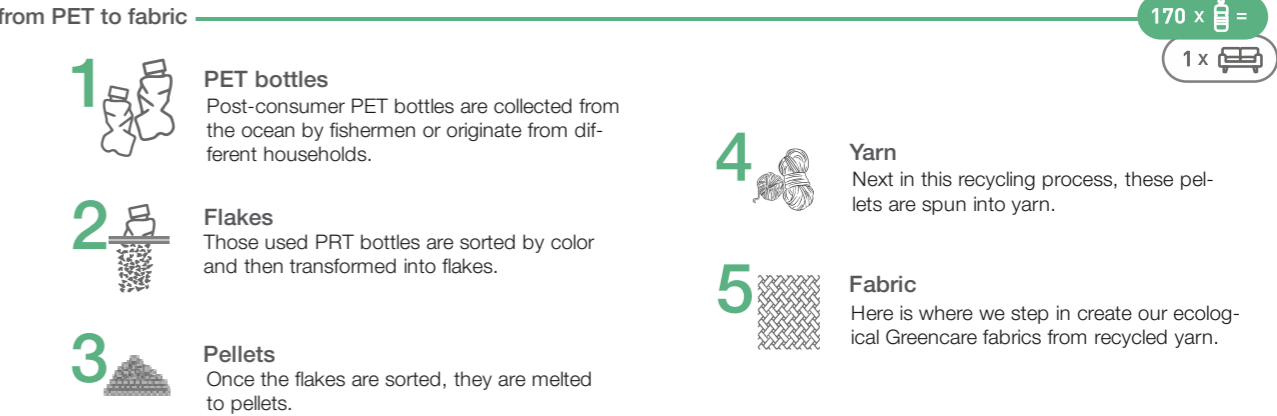 from PET to fabric
170 x =
1 x
1
PET bottles
Post-consumer PET bottles are collected from
the ocean by fishermen or originate from dif-
ferent households.
2
Flakes
Those used PRT bottles are sorted by color
and then transformed into flakes.
3
Pellets
Once the flakes are sorted, they are melted
to pellets.
4
Yarn
Next in this recycling process, these pel-
lets are spun into yarn.
5
Fabric
Here is where we step in create our ecolog-
ical Greencare fabrics from recycled yarn.